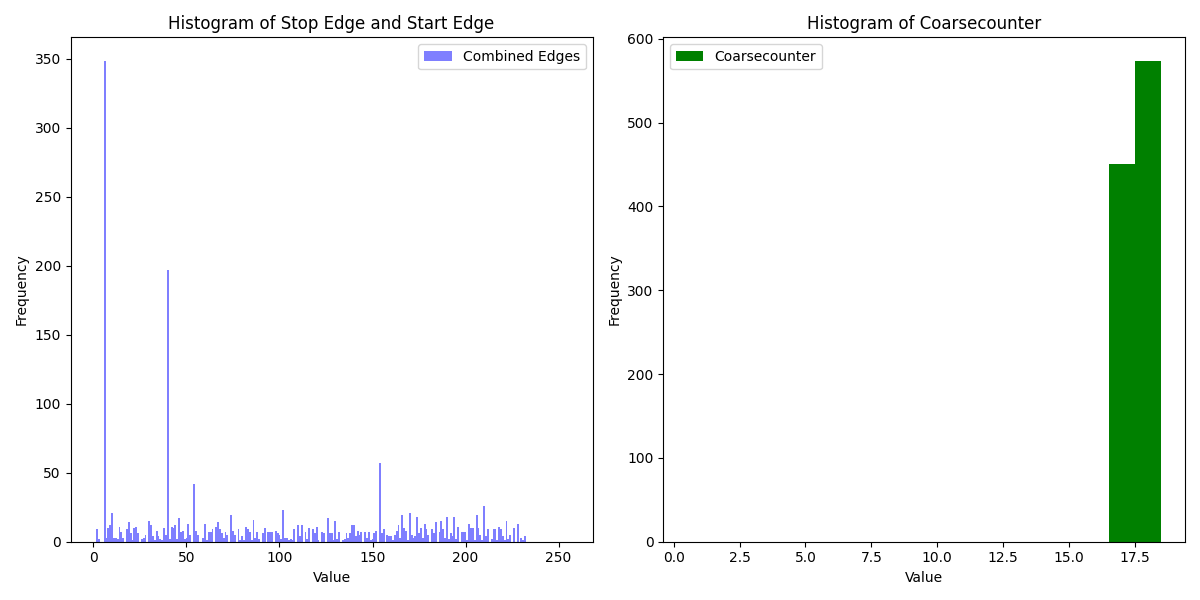 Histogram of Stop Edge and Start Edge
Combined Edges
Frequency
350
300
250
200
150
100
50
0
0 50 100 150 200 250
Value
Histogram of Coarsecounter
Coarsecounter
Frequency
600
500
400
300
200
100
0
0.0 2.5 5.0 7.5 10.0 12.5 15.0 17.5
Value